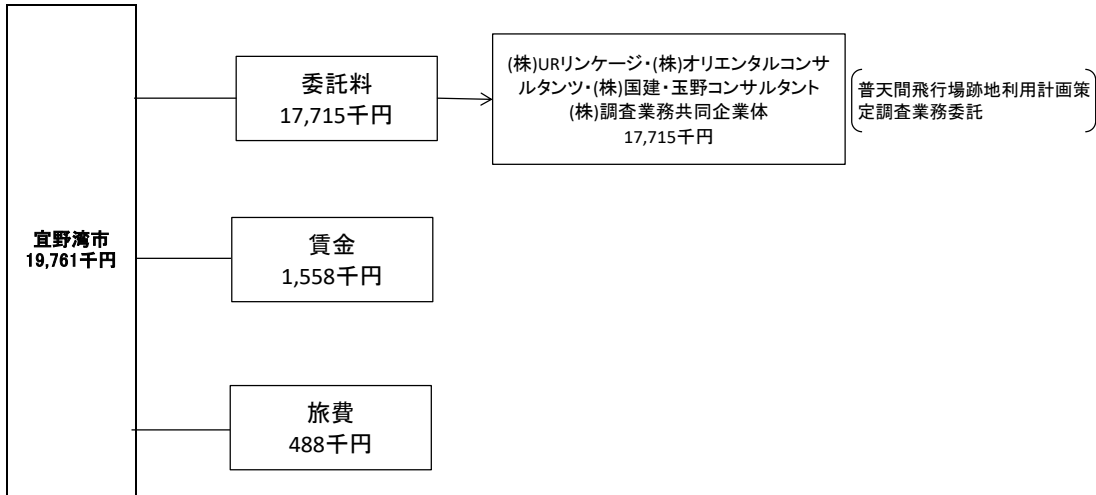 宜野湾市
19,761千円
委託料
17,715千円
(株)URリンケージ・(株)オリエンタルコンサ
ルタンツ・(株)国建・玉野コンサルタント
(株)調査業務共同企業体
17,715千円
普天間飛行場跡地利用計画策
定調査業務委託
賃金
1,558千円
旅費
488千円